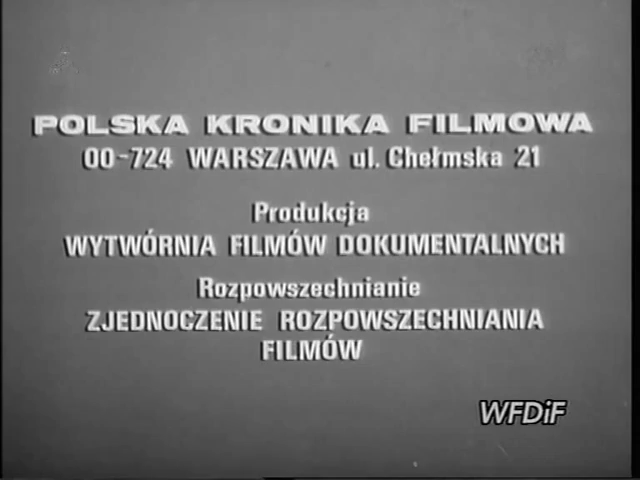 POLSKA KRONIKA FILMOWA
00-724 WARSZAWA ul. Chełmska 21
Produkcja
WYTWÓRNIA FILMÓW DOKUMENTALNYCH
Rozpowszechnianie
ZJEDNOCZENIE ROZPOWSZECHNIANIA
FILMÓW
WFDiF